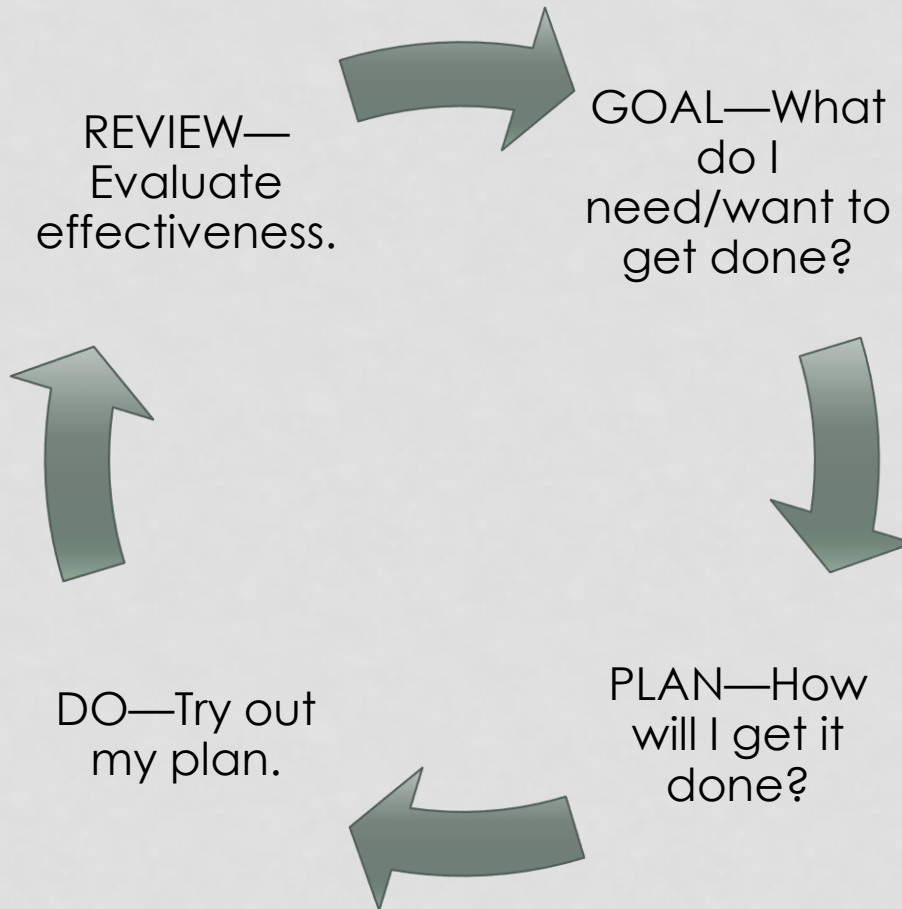 REVIEW—
Evaluate
effectiveness.
GOAL—What
do I
need/want to
get done?
PLAN—How
will I get it
done?
DO—Try out
my plan.